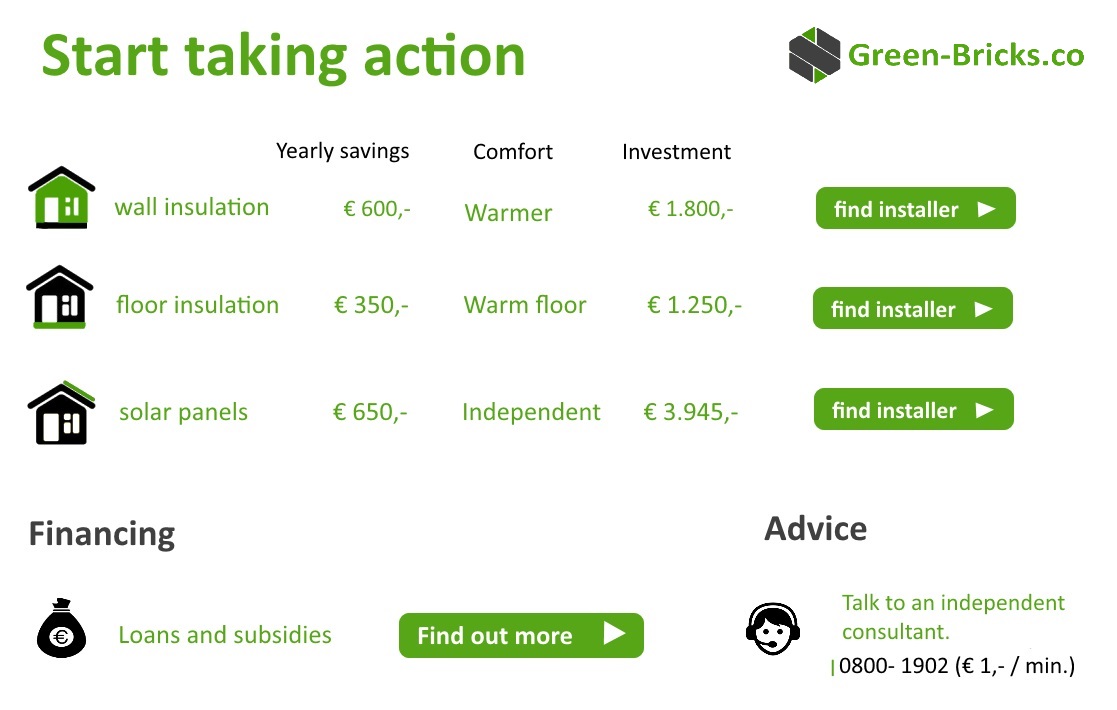 Start taking action
Green-Bricks.co
Yearly savings Comfort Investment
wall insulation € 600,- Warmer € 1.800,- find installer
floor insulation € 350,- Warm floor € 1.250,- find installer
solar panels € 650,- Independent € 3.945,- find installer
Financing
Loans and subsidies Find out more
Advice
Talk to an independent
consultant.
0800- 1902 (€ 1,- / min.)